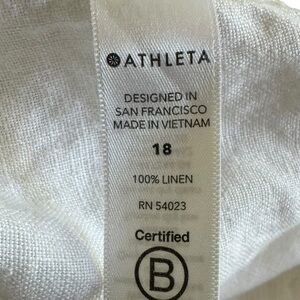 ATHLETA
DESIGNED IN
SAN FRANCISCO
MADE IN VIETNAM
18
100% LINEN
RN 54023
Certified
B